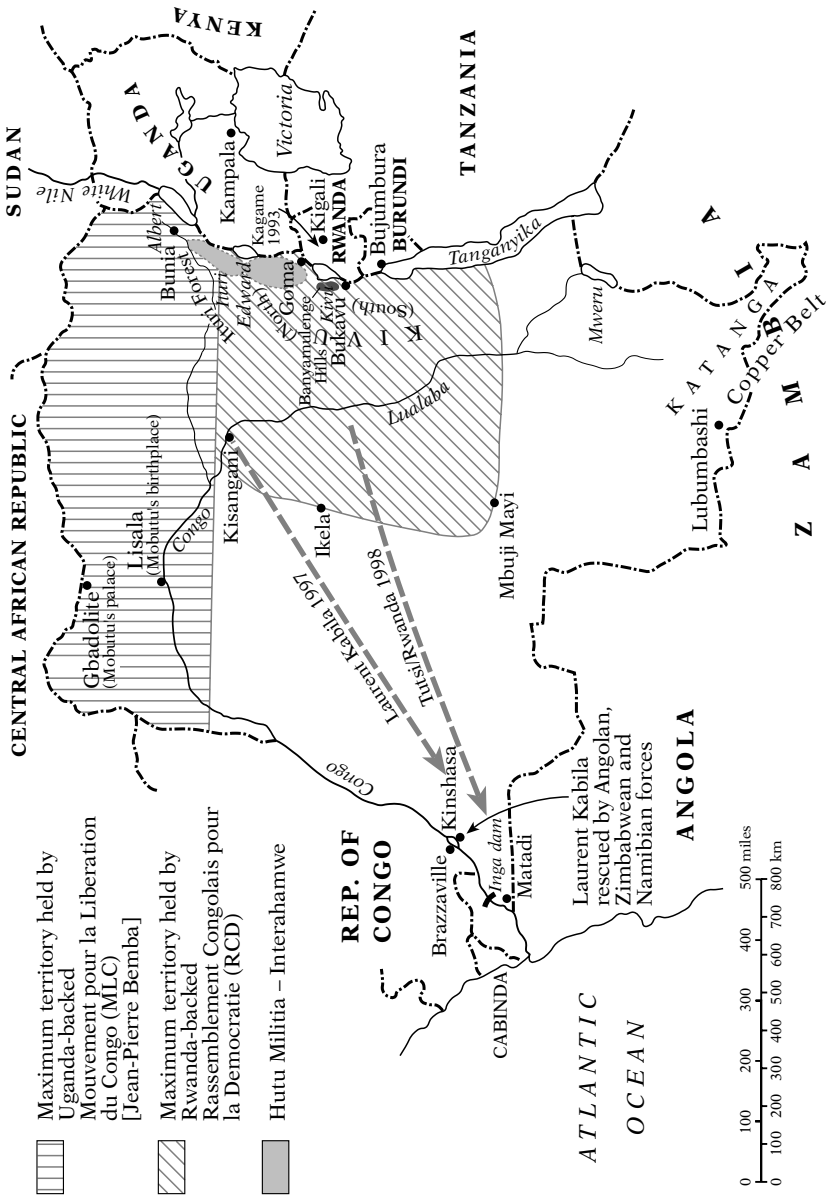 Maximum territory held by
Uganda-backed
Mouvement pour la Liberation
du Congo (MLC)
[Jean-Pierre Bemba]
Maximum territory held by
Rwanda-backed
Rassemblement Congolais pour
la Democratie (RCD)
Hutu Militia – Interahamwe
CENTRAL AFRICAN REPUBLIC
SUDAN
KENYA
UGANDA
White Nile
Albert
Bunia
Kampala
Victoria
Kagame
1993
Kigali
RWANDA
Bujumbura
BURUNDI
TANZANIA
Tanganyika
Gbadolite
(Mobutu's palace)
Lisala
(Mobutu's birthplace)
Congo
Ituri Forest
Ituri
Edward
(North)
Goma
Banyamulenge
Hills
Kivu
Bukavu
KIVU
(South)
Kisangani
Lualaba
Ikela
Mbuji Mayi
Laurent Kabila 1997
Tutsi/Rwanda 1998
Mweru
KATANGA
Copper Belt
Lubumbashi
ZAMBIA
Congo
REP. OF
CONGO
Brazzaville
Kinshasa
Inga dam
Matadi
CABINDA
Laurent Kabila
rescued by Angolan,
Zimbabwean and
Namibian forces
ANGOLA
ATLANTIC
OCEAN
0 100 200 300 400 500 miles
0 100 200 300 400 500 600 700 800 km